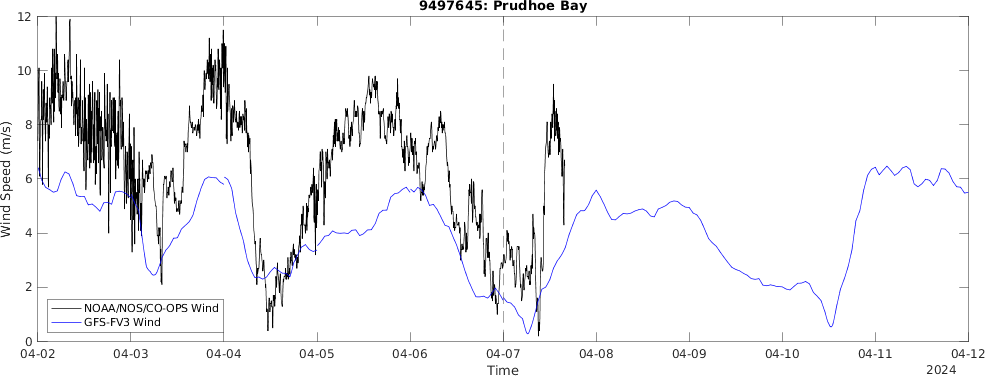 9497645: Prudhoe Bay
12
10
8
6
4
2
0
Wind Speed (m/s)
NOAA/NOS/CO-OPS Wind
GFS-FV3 Wind
04-02 04-03 04-04 04-05 04-06 04-07 04-08 04-09 04-10 04-11 04-12
Time
2024